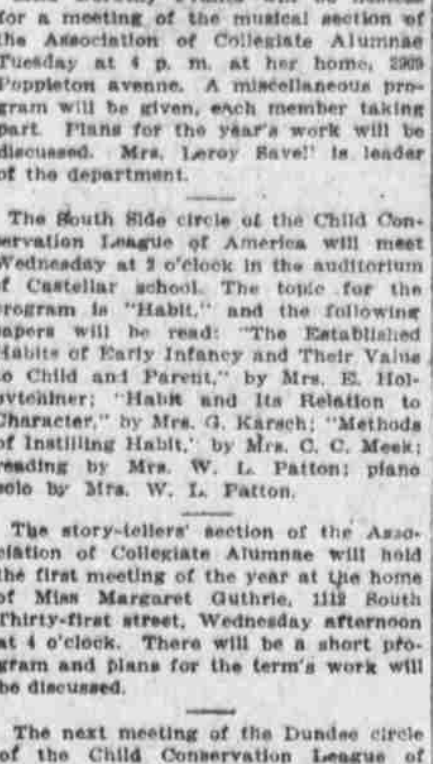 for a meeting of the musical section of
the Association of Collegiate Alumnae
Tuesday at 4 p. m. at her home, 2909
Poppleton avenue. A miscellaneous pro-
gram will be given, each member taking
part. Plans for the year's work will be
discussed. Mrs. Leroy is leader
of the department.
The South Side circle of the Child Con-
servation League of America will meet
Wednesday at 2 o'clock in the auditorium
of Castellar school. The topic for the
program is "Habit," and the following
papers will be read: "The Established
Habits of Early Infancy and Their Value
to Child and Parent," by Mrs. E. Hol-
ovtchiner; "Habit and Its Relation to
Character," by Mrs. G. Karsch; "Methods
of Instilling Habit," by Mrs. C. C. Meek;
reading by Mrs. W. L. Patton; piano
solo by Mrs. W. L. Patton.
The story-tellers' section of the Asso-
ciation of Collegiate Alumnae will hold
the first meeting of the year at the home
of Miss Margaret Guthrie, 1112 South
Thirty-first street, Wednesday afternoon
at 4 o'clock. There will be a short pro-
gram and plans for the term's work will
be discussed.
The next meeting of the Dundee circle
of the Child Conservation League of